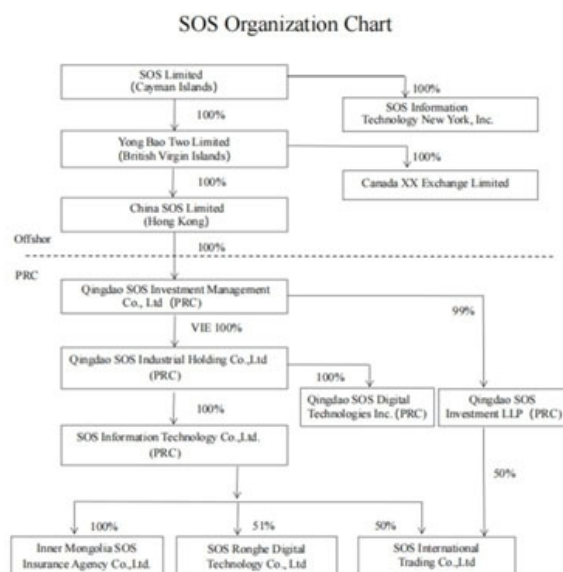 SOS Organization Chart
SOS Limited
(Cayman Islands)
100%
100%
SOS Information
Technology New York, Inc.
Yong Bao Two Limited
(British Virgin Islands)
100%
100%
Canada XX Exchange Limited
China SOS Limited
(Hong Kong)
Offshor
100%
PRC
Qingdao SOS Investment Management
Co., Ltd (PRC)
99%
VIE 100%
Qingdao SOS Industrial Holding Co.,Ltd
(PRC)
100%
Qingdao SOS Digital
Technologies Inc. (PRC)
Qingdao SOS
Investment LLP (PRC)
100%
SOS Information Technology Co.,Ltd.
(PRC)
50%
100%
51%
50%
Inner Mongolia SOS
Insurance Agency Co.,Ltd.
SOS Ronghe Digital
Technology Co., Ltd
SOS International
Trading Co.,Ltd